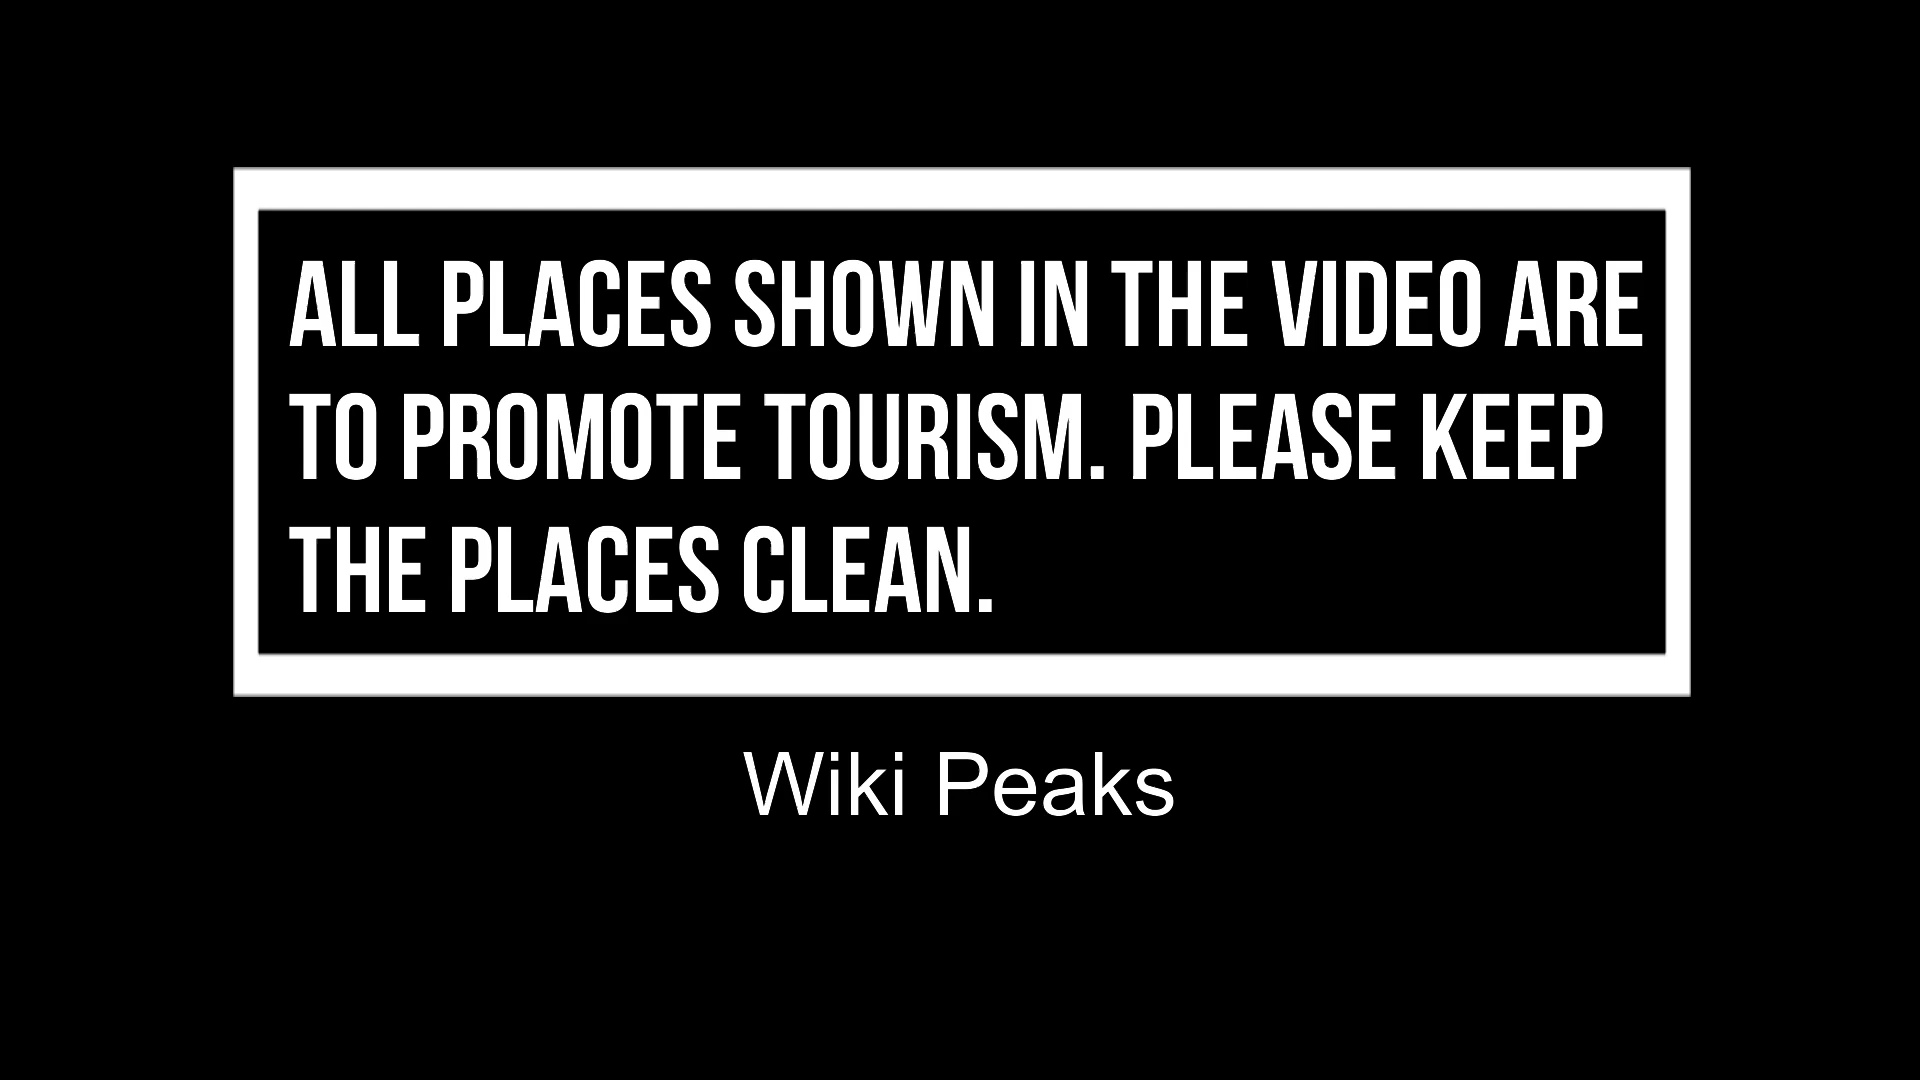 ALL PLACES SHOWN IN THE VIDEO ARE
TO PROMOTE TOURISM. PLEASE KEEP
THE PLACES CLEAN.
Wiki Peaks